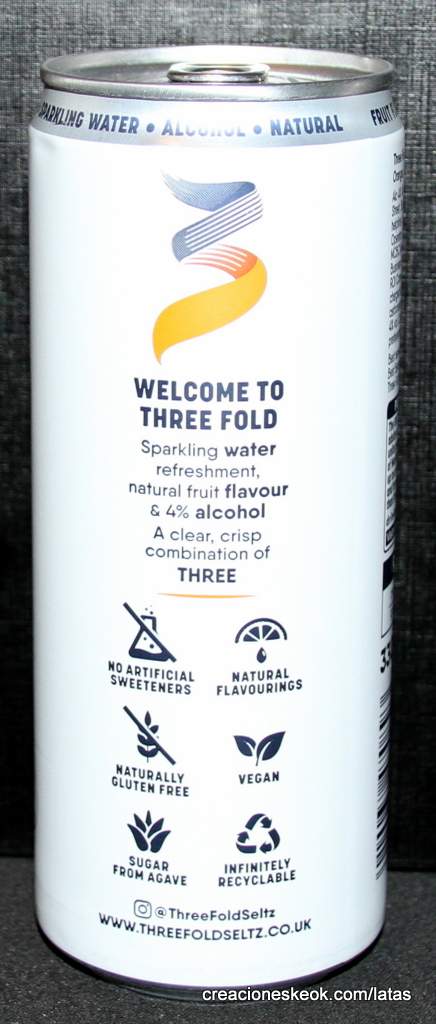 SPARKLING WATER • ALCOHOL • NATURAL FRUIT
WELCOME TO
THREE FOLD
Sparkling water
refreshment,
natural fruit flavour
& 4% alcohol
A clear, crisp
combination of
THREE
NO ARTIFICIAL
SWEETENERS
NATURAL
FLAVOURINGS
NATURALLY
GLUTEN FREE
VEGAN
SUGAR
FROM AGAVE
INFINITELY
RECYCLABLE
@ThreeFoldSeltz
WWW.THREEFOLDSELTZ.CO.UK
creacioneskeok.com/latas